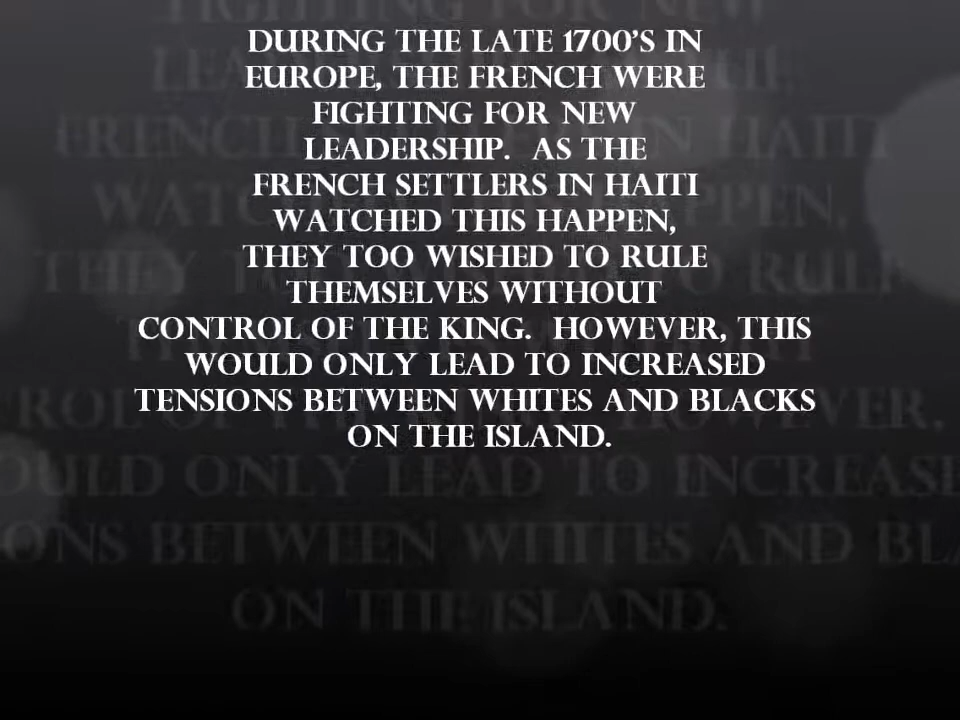 DURING THE LATE 1700'S IN
EUROPE, THE FRENCH WERE
FIGHTING FOR NEW
LEADERSHIP.  AS THE
FRENCH SETTLERS IN HAITI
WATCHED THIS HAPPEN,
THEY TOO WISHED TO RULE
THEMSELVES WITHOUT
CONTROL OF THE KING.  HOWEVER, THIS
WOULD ONLY LEAD TO INCREASED
TENSIONS BETWEEN WHITES AND BLACKS
ON THE ISLAND.